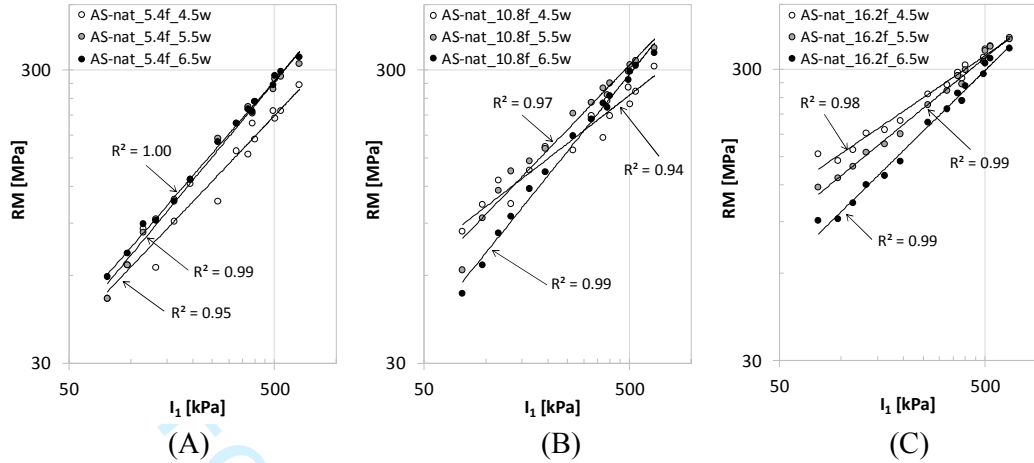 AS-nat_5.4f_4.5w
AS-nat_5.4f_5.5w
AS-nat_5.4f_6.5w
300
RM [MPa]
R² = 1.00
R² = 0.99
R² = 0.95
30
50
500
I₁ [kPa]
(A)
AS-nat_10.8f_4.5w
AS-nat_10.8f_5.5w
AS-nat_10.8f_6.5w
300
RM [MPa]
R² = 0.97
R² = 0.94
R² = 0.99
30
50
500
I₁ [kPa]
(B)
AS-nat_16.2f_4.5w
AS-nat_16.2f_5.5w
AS-nat_16.2f_6.5w
300
RM [MPa]
R² = 0.98
R² = 0.99
R² = 0.99
30
50
500
I₁ [kPa]
(C)